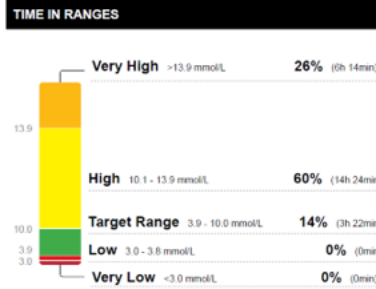 TIME IN RANGES
Very High >13.9 mmol/L 26% (6h 14min)
13.9
High 10.1 - 13.9 mmol/L 60% (14h 24min
10.0
Target Range 3.9 - 10.0 mmol/L 14% (3h 22min
3.9
Low 3.0 - 3.8 mmol/L 0% (0min
3.0
Very Low <3.0 mmol/L 0% (0min)